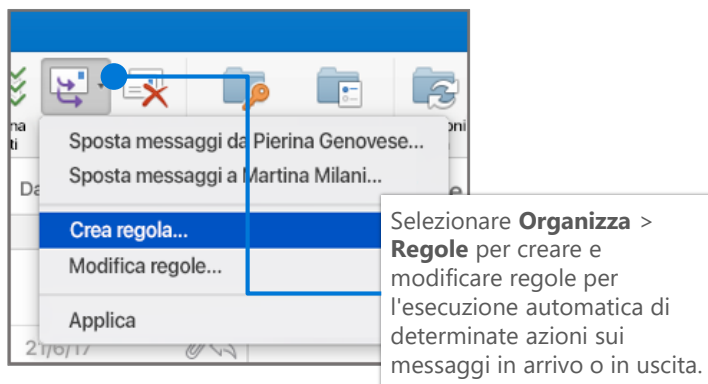 Sposta messaggi da Pierina Genovese...
Sposta messaggi a Martina Milani...
Crea regola...
Modifica regole...
Applica
21/6/17
Selezionare Organizza >
Regole per creare e
modificare regole per
l'esecuzione automatica di
determinate azioni sui
messaggi in arrivo o in uscita.